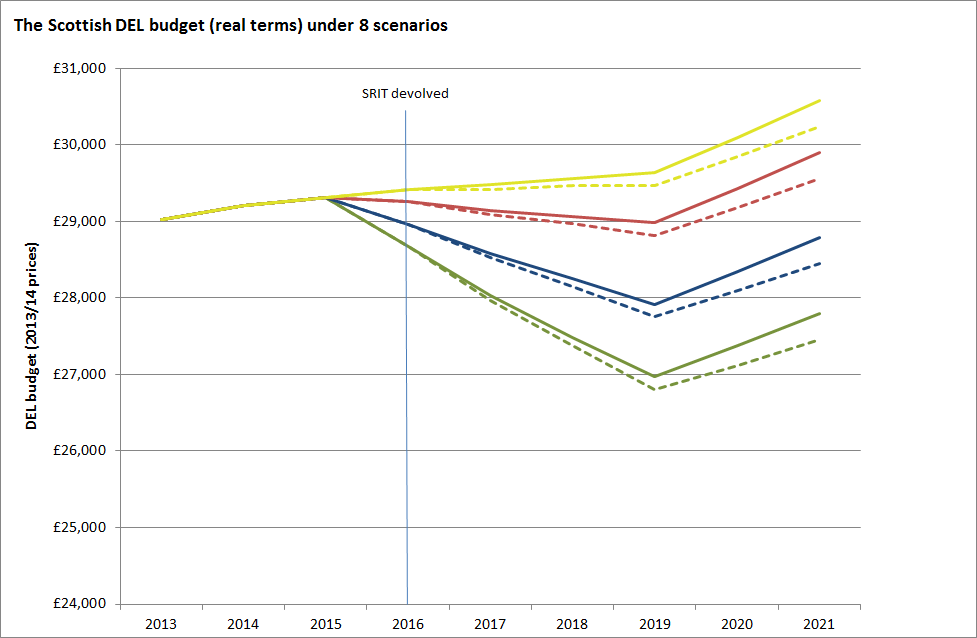 The Scottish DEL budget (real terms) under 8 scenarios
£31,000
SRIT devolved
£30,000
£29,000
£28,000
£27,000
£26,000
£25,000
£24,000
DEL budget (2013/14 prices)
2013 2014 2015 2016 2017 2018 2019 2020 2021